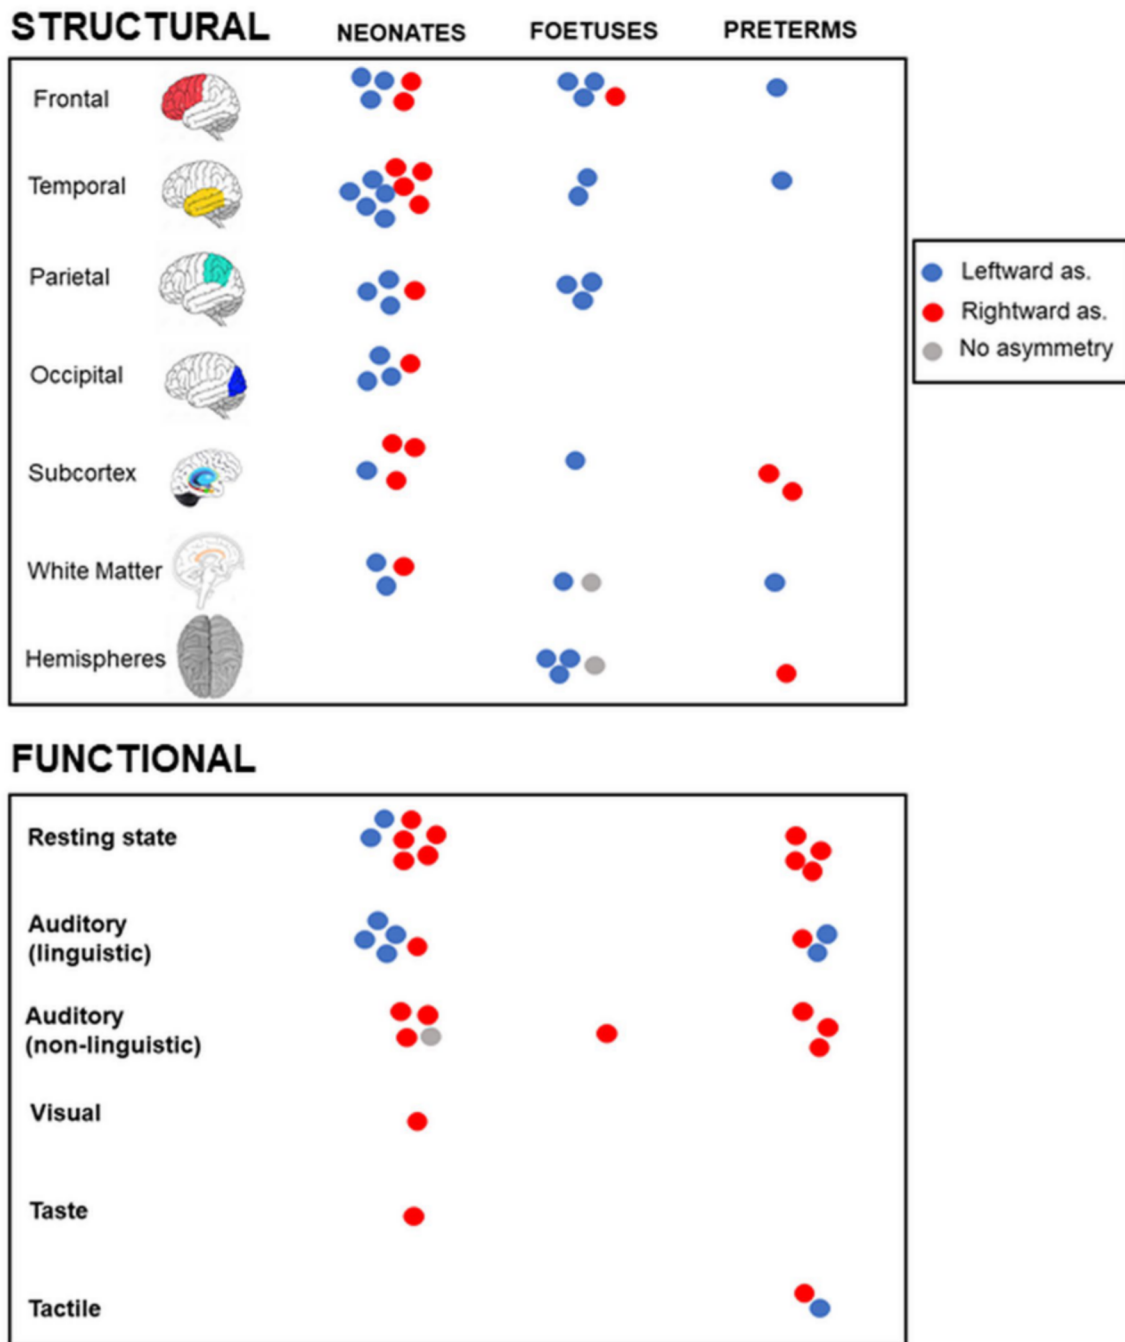 STRUCTURAL
NEONATES
FOETUSES
PRETERMS
Frontal
Temporal
Parietal
Occipital
Subcortex
White Matter
Hemispheres
Leftward as.
Rightward as.
No asymmetry
FUNCTIONAL
Resting state
Auditory
(linguistic)
Auditory
(non-linguistic)
Visual
Taste
Tactile